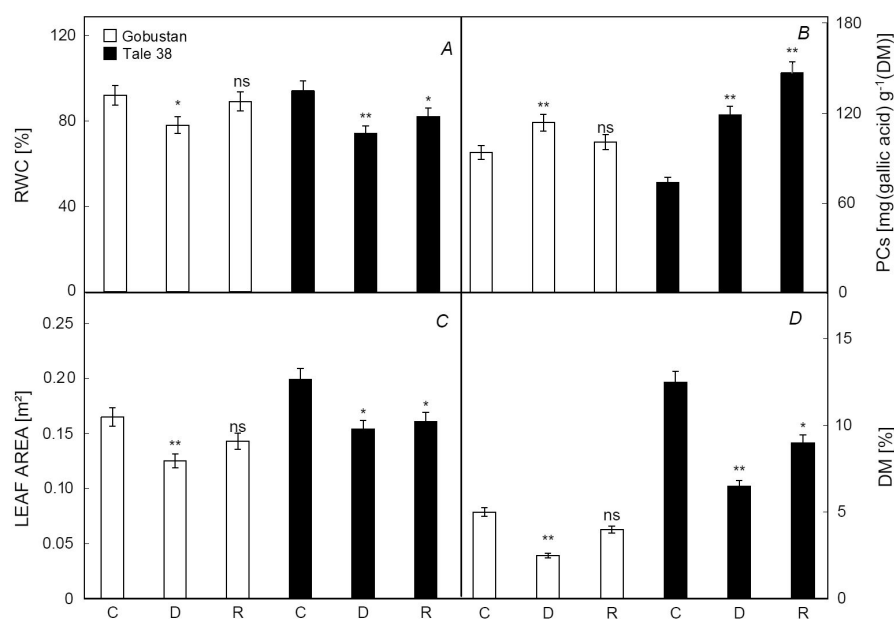 Gobustan
Tale 38
A
RWC [%]
120
80
40
0
*
ns
**
*
B
PCs [mg(gallic acid) g⁻¹(DM)]
180
120
60
0
**
ns
**
**
C
LEAF AREA [m²]
0.25
0.20
0.15
0.10
0.05
0
**
ns
*
*
C D R C D R
D
DM [%]
15
10
5
0
**
ns
**
*
C D R C D R